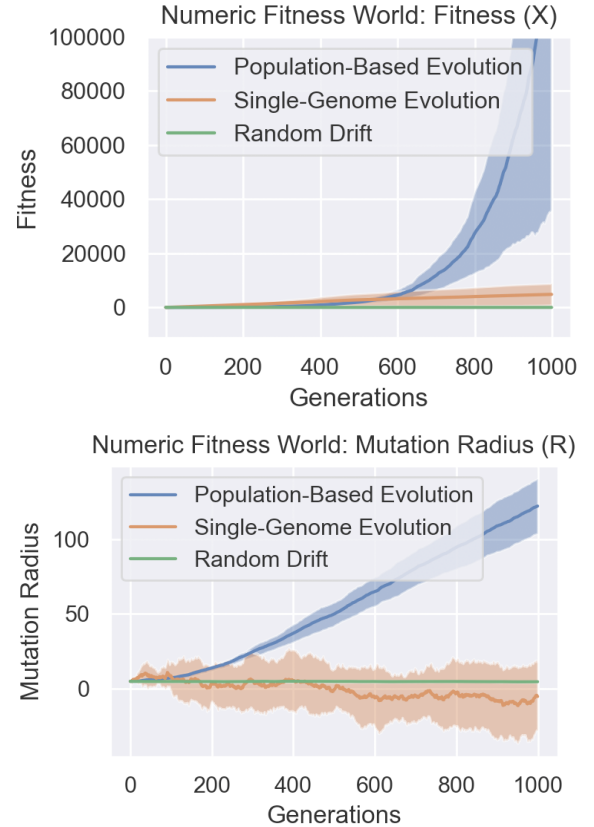 Numeric Fitness World: Fitness (X)
100000
80000
60000
40000
20000
0
Fitness
Population-Based Evolution
Single-Genome Evolution
Random Drift
0 200 400 600 800 1000
Generations
Numeric Fitness World: Mutation Radius (R)
100
50
0
Mutation Radius
Population-Based Evolution
Single-Genome Evolution
Random Drift
0 200 400 600 800 1000
Generations